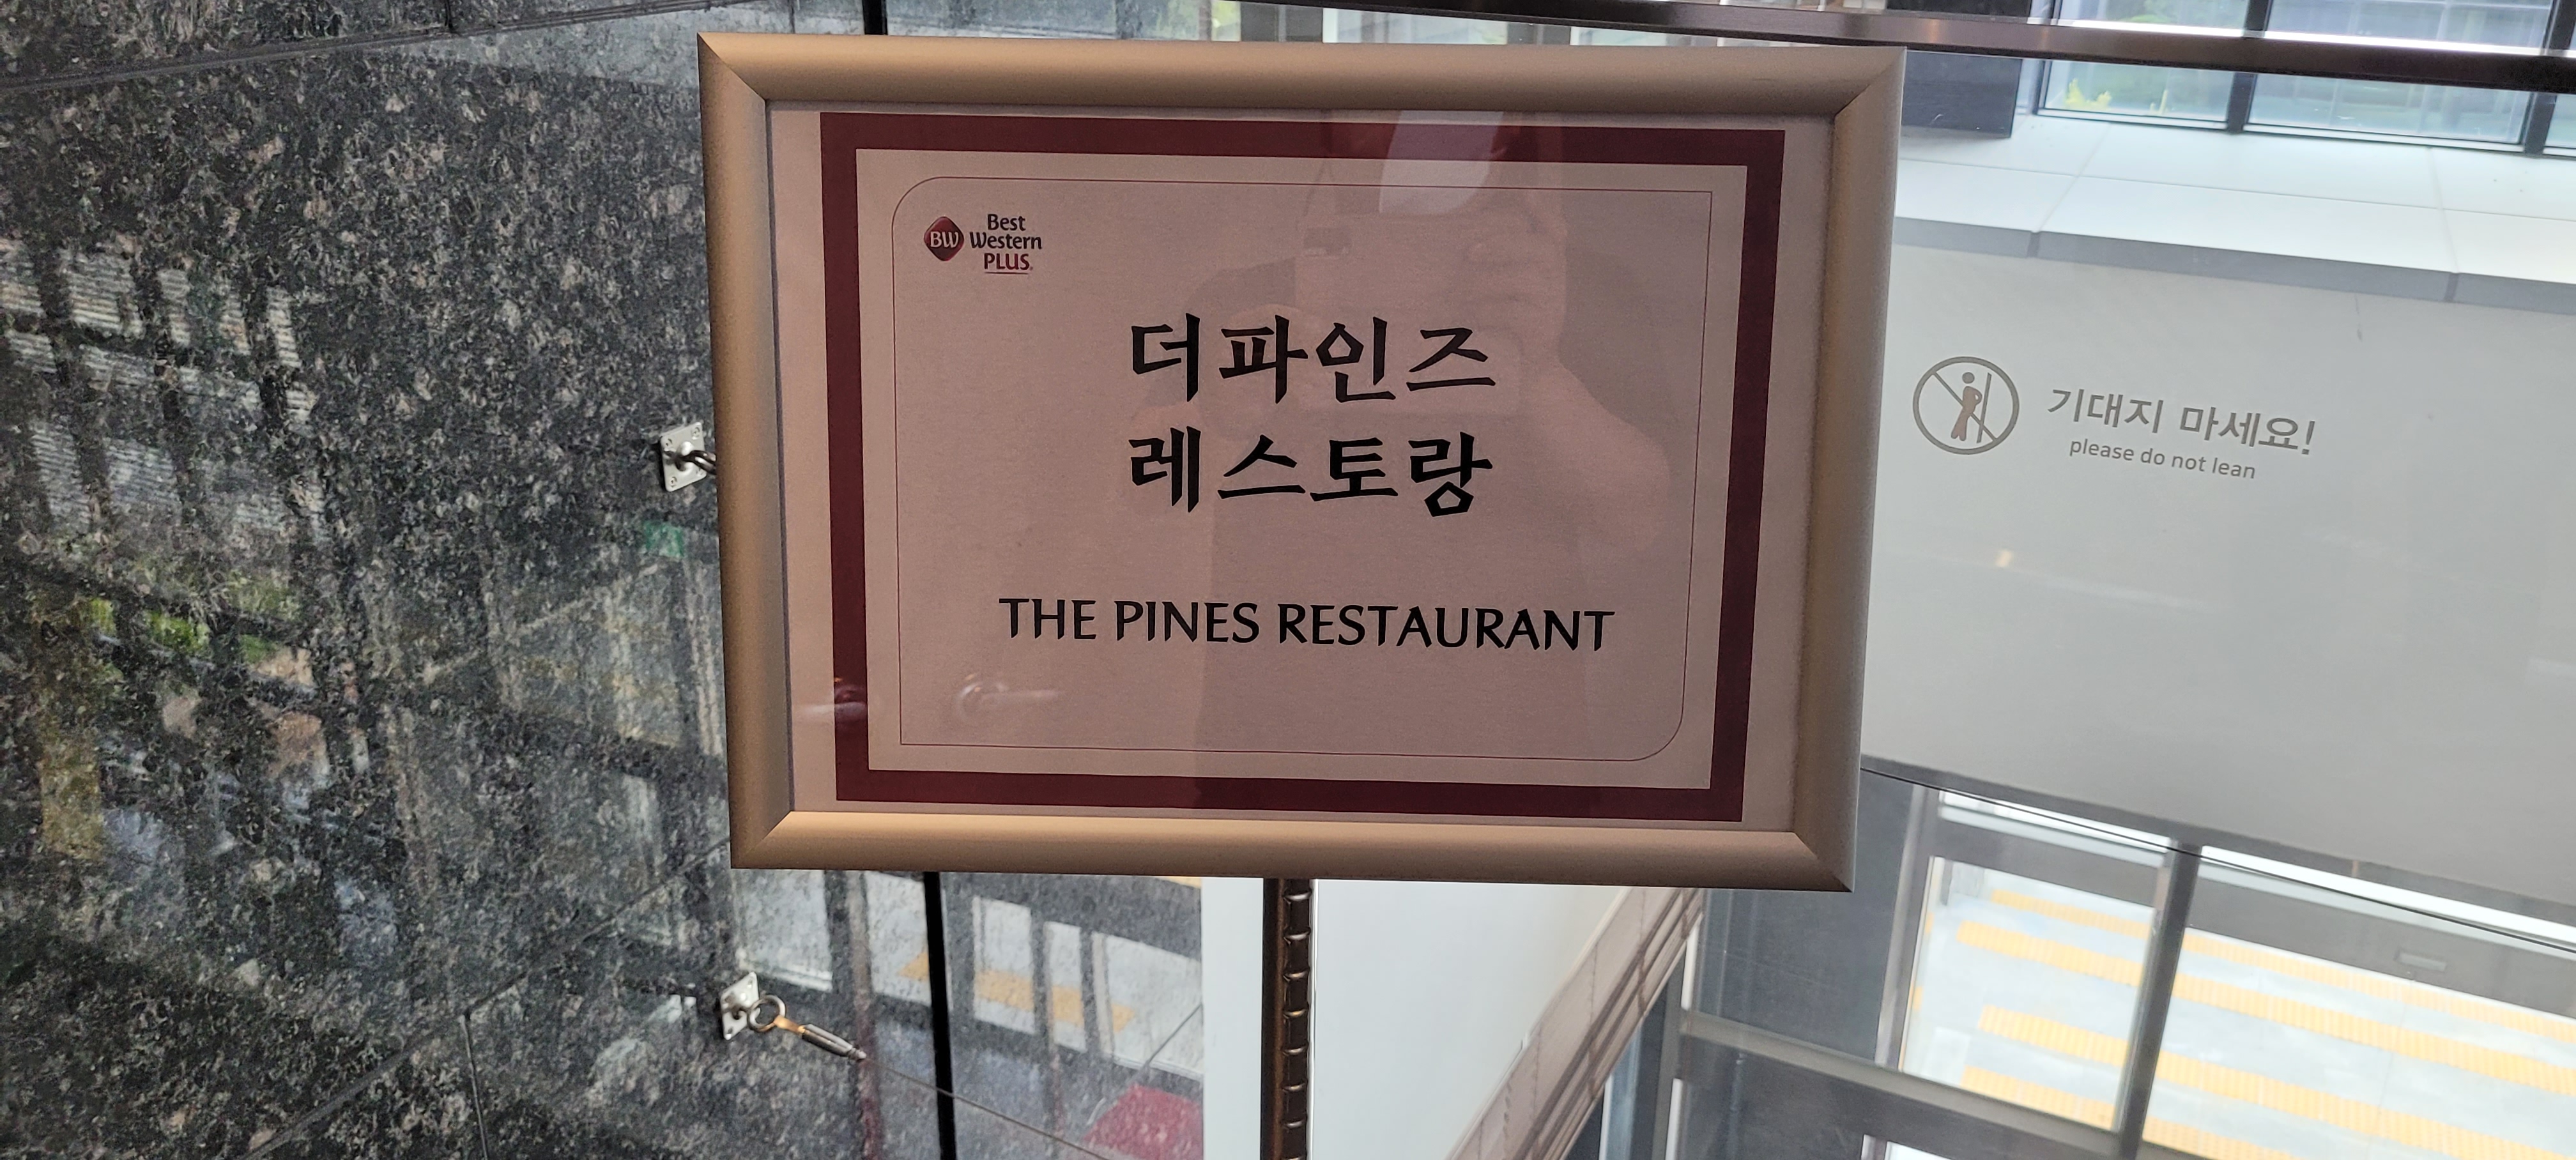 BW
Best
Western
PLUS
더파인즈
레스토랑
THE PINES RESTAURANT
기대지 마세요!
please do not lean